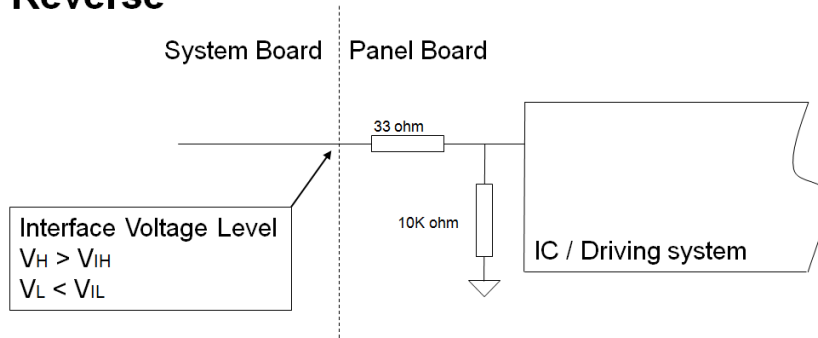 Reverse
System Board
Panel Board
33 ohm
10K ohm
IC / Driving system
Interface Voltage Level
VH > VIH
VL < VIL